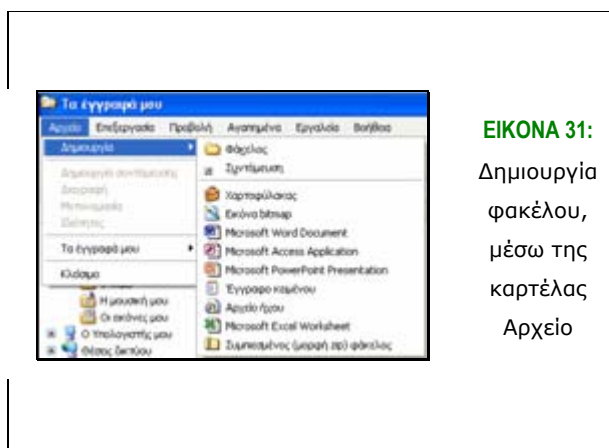 Τα έγγραφά μου
Αρχείο Επεξεργασία Προβολή Αγαπημένα Εργαλεία Βοήθεια
Δημιουργία
Φάκελος
Δημιουργία συντόμευσης
Συντόμευση
Διαγραφή
Μετονομασία
Χαρτοφύλακας
Ιδιότητες
Εικόνα bitmap
Microsoft Word Document
Τα έγγραφά μου
Microsoft Access Application
Microsoft PowerPoint Presentation
Κλείσιμο
Έγγραφο κειμένου
Η μουσική μου
Αρχείο ήχου
Οι εικόνες μου
Microsoft Excel Worksheet
Ο Υπολογιστής μου
Συμπιεσμένος (μορφή zip) φάκελος
Θέσεις δικτύου
ΕΙΚΟΝΑ 31:
Δημιουργία
φακέλου,
μέσω της
καρτέλας
Αρχείο